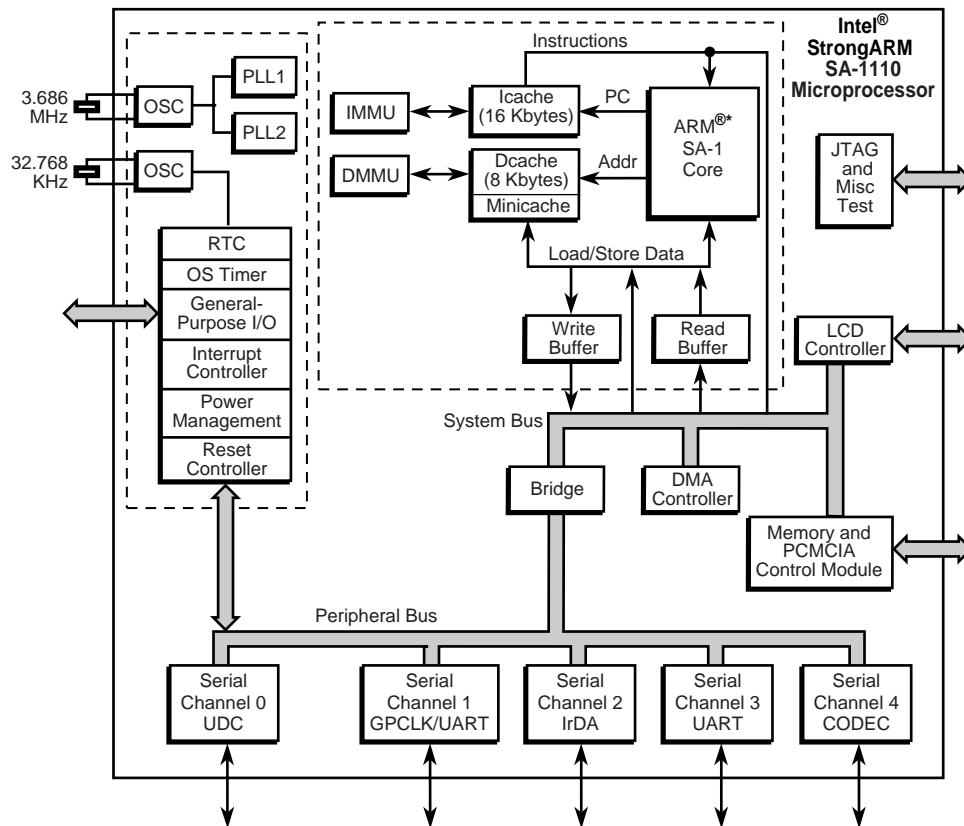 Intel®
StrongARM
SA-1110
Microprocessor
3.686
MHz
OSC
PLL1
PLL2
32.768
KHz
OSC
RTC
OS Timer
General-
Purpose I/O
Interrupt
Controller
Power
Management
Reset
Controller
Instructions
IMMU
Icache
(16 Kbytes)
PC
DMMU
Dcache
(8 Kbytes)
Minicache
Addr
ARM®*
SA-1
Core
Load/Store Data
Write
Buffer
Read
Buffer
JTAG
and
Misc
Test
LCD
Controller
System Bus
Bridge
DMA
Controller
Memory and
PCMCIA
Control Module
Peripheral Bus
Serial
Channel 0
UDC
Serial
Channel 1
GPCLK/UART
Serial
Channel 2
IrDA
Serial
Channel 3
UART
Serial
Channel 4
CODEC